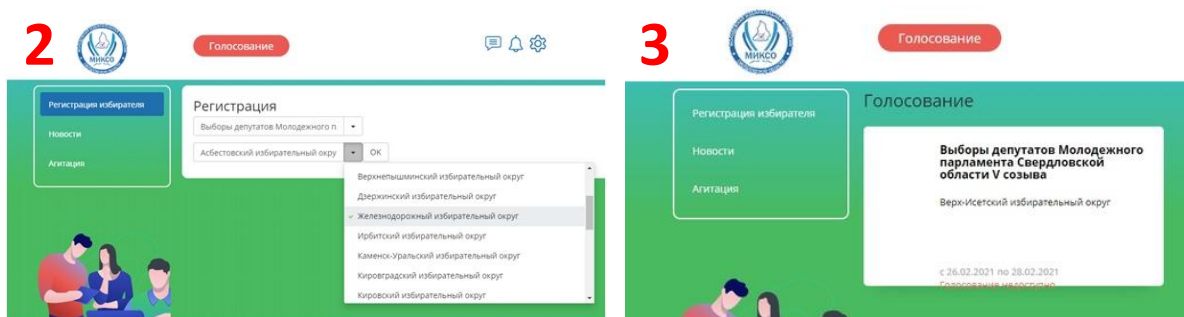 2
МИКСО
Голосование
Регистрация избирателя
Новости
Агитация
Регистрация
Выборы депутатов Молодежного п
Асбестовский избирательный окру
OK
Верхнепышминский избирательный округ
Дзержинский избирательный округ
Железнодорожный избирательный округ
Ирбитский избирательный округ
Каменск-Уральский избирательный округ
Кировградский избирательный округ
Кировский избирательный округ
3
МИКСО
Голосование
Регистрация избирателя
Новости
Агитация
Голосование
Выборы депутатов Молодежного
парламента Свердловской
области V созыва
Верх-Исетский избирательный округ
с 26.02.2021 по 28.02.2021
Голосование недоступно